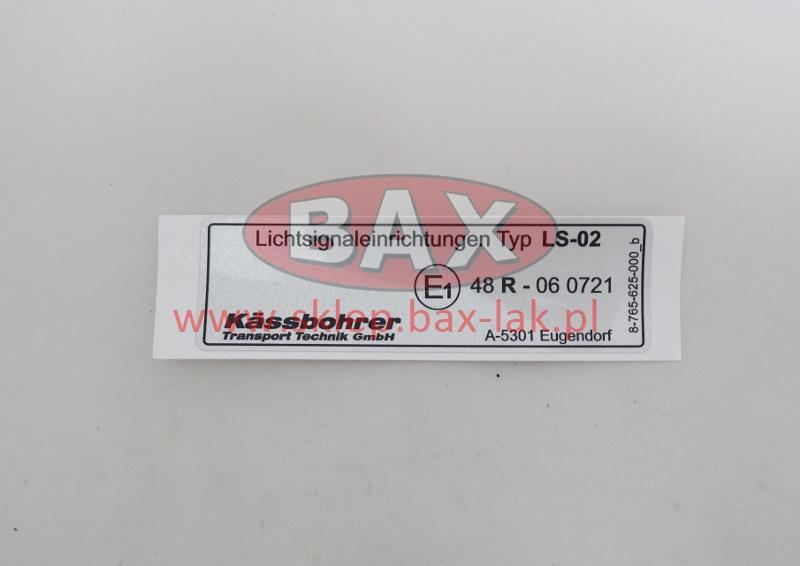 BAX
Lichtsignaleinrichtungen Typ LS-02
E1 48 R - 06 0721
www.sklep.bax-lak.pl
Kässbohrer
Transport Technik GmbH
A-5301 Eugendorf
8-765-625-000_b